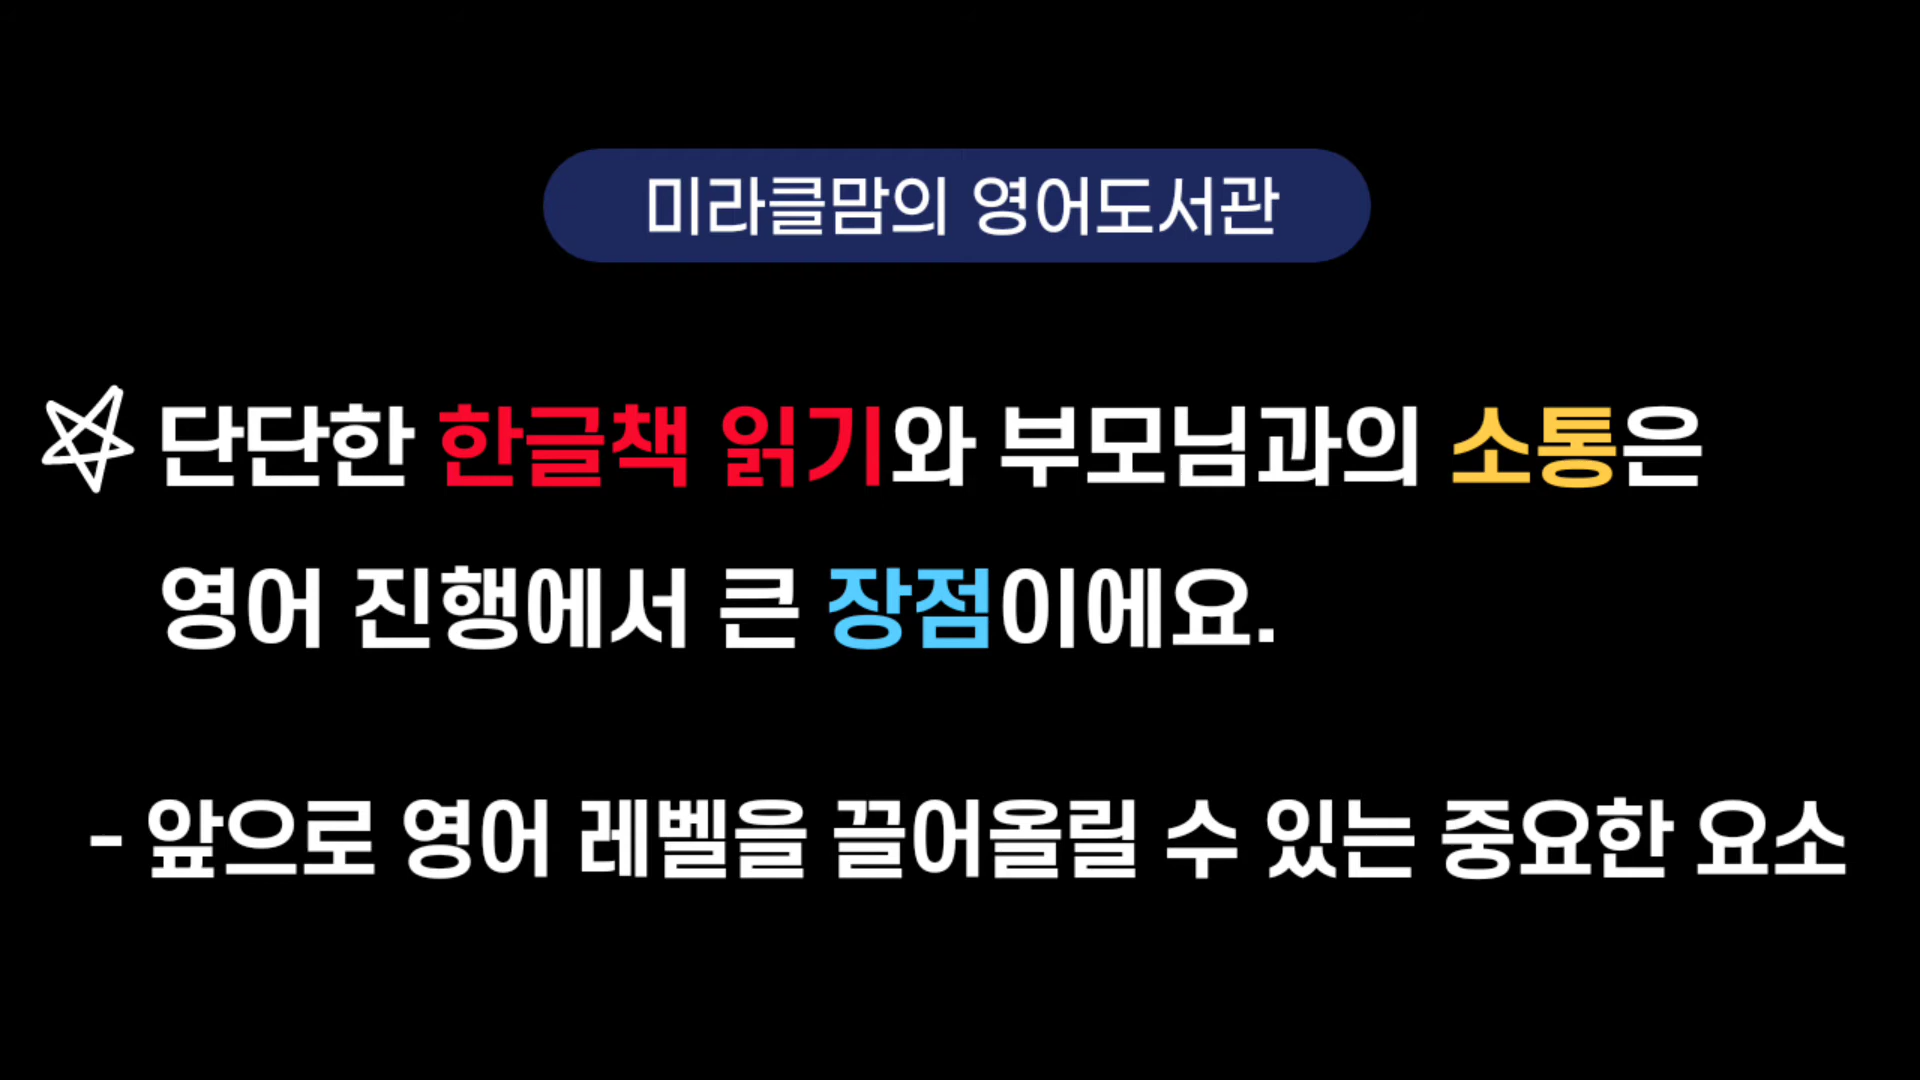 미라클맘의 영어도서관
단단한 한글책 읽기와 부모님과의 소통은
영어 진행에서 큰 장점이에요.
- 앞으로 영어 레벨을 끌어올릴 수 있는 중요한 요소